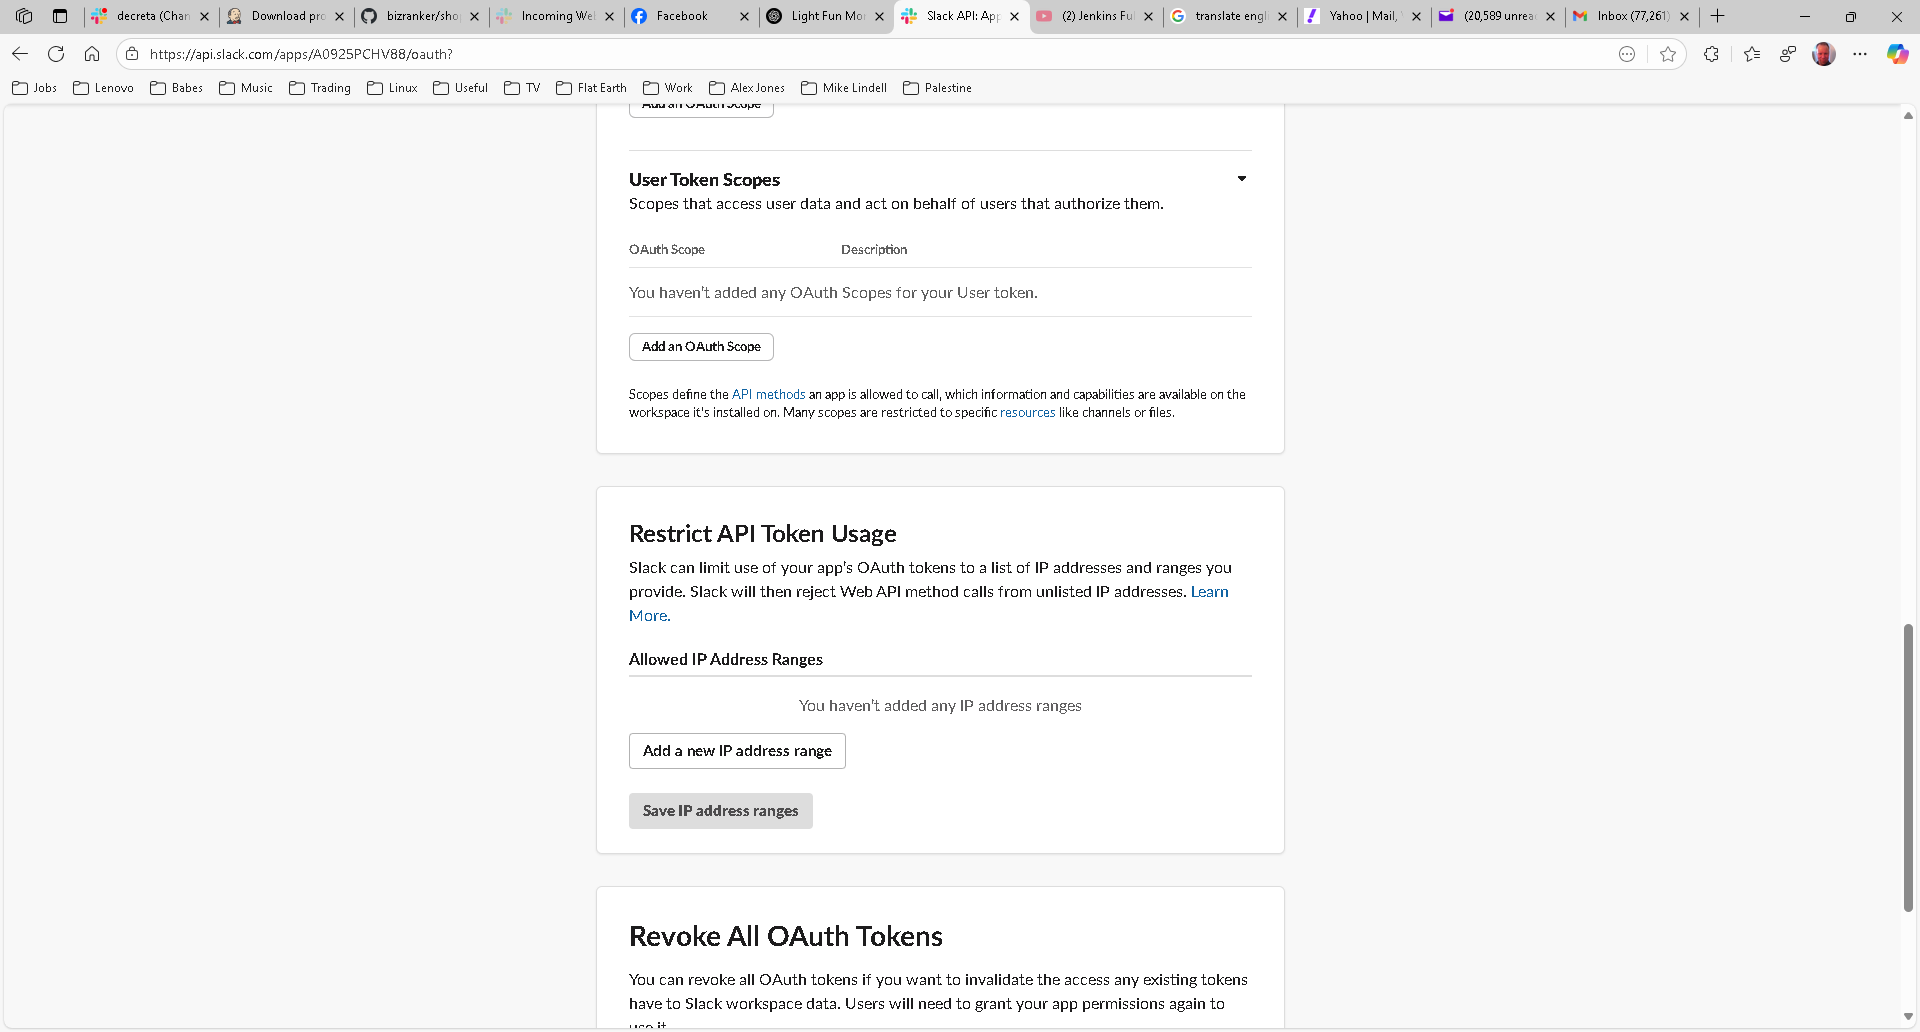 decreta (Chan
Download pro
bizranker/sho
Incoming We
Facebook
Light Fun Mor
Slack API: App
(2) Jenkins Ful
translate engli
Yahoo | Mail,
(20,589 unrea
Inbox (77,261)
https://api.slack.com/apps/A0925PCHV88/oauth?
Jobs
Lenovo
Babes
Music
Trading
Linux
Useful
TV
Flat Earth
Work
Alex Jones
Mike Lindell
Palestine
Add an OAuth Scope
User Token Scopes
Scopes that access user data and act on behalf of users that authorize them.
OAuth Scope
Description
You haven't added any OAuth Scopes for your User token.
Add an OAuth Scope
Scopes define the API methods an app is allowed to call, which information and capabilities are available on the
workspace it's installed on. Many scopes are restricted to specific resources like channels or files.
Restrict API Token Usage
Slack can limit use of your app's OAuth tokens to a list of IP addresses and ranges you
provide. Slack will then reject Web API method calls from unlisted IP addresses. Learn
More.
Allowed IP Address Ranges
You haven't added any IP address ranges
Add a new IP address range
Save IP address ranges
Revoke All OAuth Tokens
You can revoke all OAuth tokens if you want to invalidate the access any existing tokens
have to Slack workspace data. Users will need to grant your app permissions again to
use it.